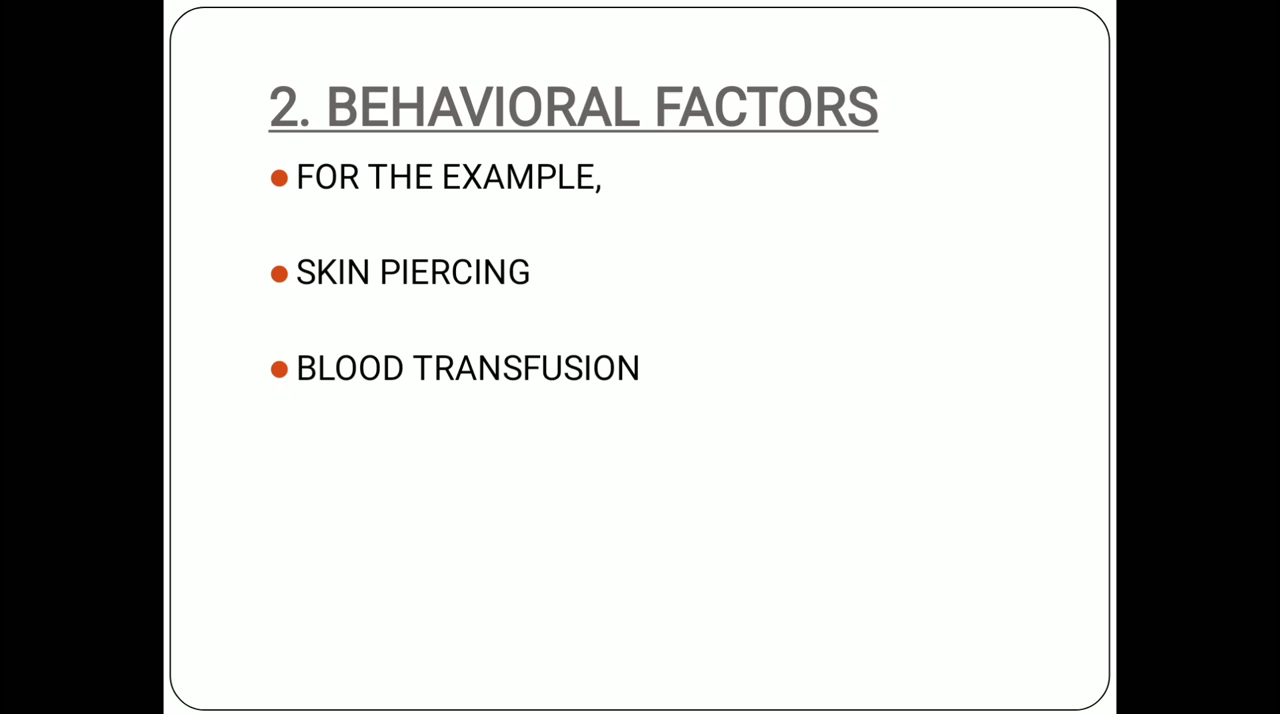 2. BEHAVIORAL FACTORS
FOR THE EXAMPLE,
SKIN PIERCING
BLOOD TRANSFUSION